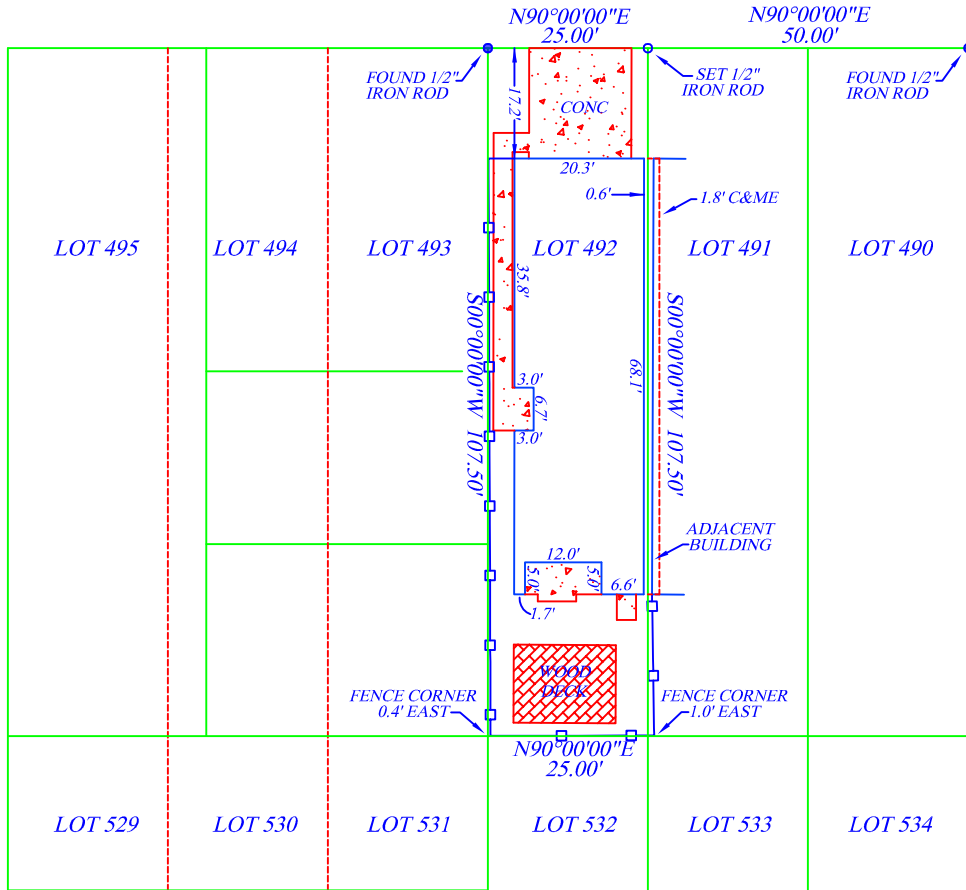 N90°00'00"E
25.00'
N90°00'00"E
50.00'
FOUND 1/2"
IRON ROD
SET 1/2"
IRON ROD
FOUND 1/2"
IRON ROD
17.2'
CONC
20.3'
0.6'
1.8' C&ME
LOT 495
LOT 494
LOT 493
LOT 492
LOT 491
LOT 490
35.8'
S00°00'00"W 107.50'
S00°00'00"W 107.50'
68.1'
3.0'
6.7'
3.0'
ADJACENT
BUILDING
12.0'
5.0'
5.0'
6.6'
1.7'
WOOD
DECK
FENCE CORNER
0.4' EAST
FENCE CORNER
1.0' EAST
N90°00'00"E
25.00'
LOT 529
LOT 530
LOT 531
LOT 532
LOT 533
LOT 534